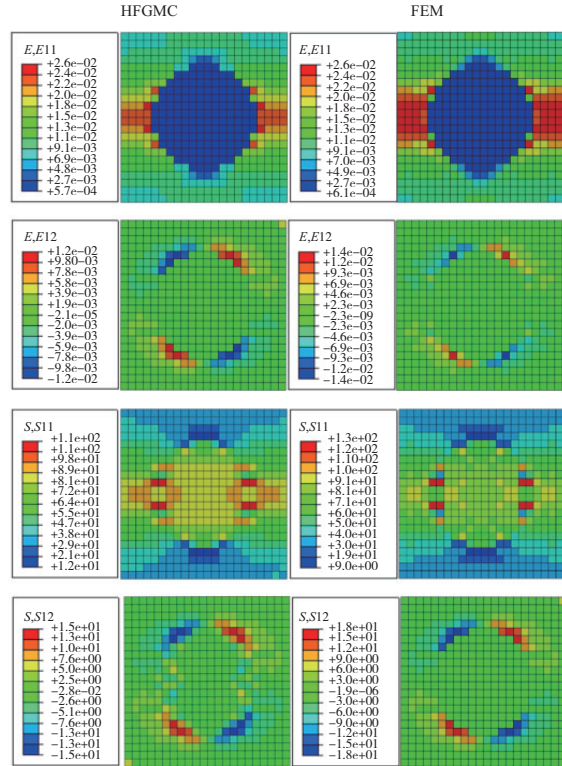 HFGMC
FEM
E,E11
+2.6e−02
+2.4e−02
+2.2e−02
+2.0e−02
+1.8e−02
+1.5e−02
+1.3e−02
+1.1e−02
+9.1e−03
+6.9e−03
+4.8e−03
+2.7e−03
+5.7e−04
E,E11
+2.6e−02
+2.4e−02
+2.2e−02
+2.0e−02
+1.7e−02
+1.5e−02
+1.3e−02
+1.1e−02
+9.1e−03
+7.0e−03
+4.9e−03
+2.7e−03
+6.1e−04
E,E12
+1.2e−02
+9.80−03
+7.8e−03
+5.8e−03
+3.9e−03
+1.9e−03
−2.1e−05
−2.0e−03
−3.9e−03
−5.9e−03
−7.8e−03
−9.8e−03
−1.2e−02
E,E12
+1.4e−02
+1.2e−02
+9.3e−03
+6.9e−03
+4.6e−03
+2.3e−03
−2.3e−09
−2.3e−03
−4.6e−03
−6.9e−03
−9.3e−03
−1.2e−02
−1.4e−02
S,S11
+1.1e+02
+1.1e+02
+9.8e+01
+8.9e+01
+8.1e+01
+7.2e+01
+6.4e+01
+5.5e+01
+4.7e+01
+3.8e+01
+2.9e+01
+2.1e+01
+1.2e+01
S,S11
+1.3e+02
+1.2e+02
+1.10e+02
+1.0e+02
+9.1e+01
+8.1e+01
+7.1e+01
+6.0e+01
+5.0e+01
+4.0e+01
+3.0e+01
+1.9e+01
+9.0e+00
S,S12
+1.5e+01
+1.3e+01
+1.0e+01
+7.6e+00
+5.0e+00
+2.5e+00
−2.8e−02
−2.6e+00
−5.1e+00
−7.6e+00
−1.3e+01
−1.3e+01
−1.5e+01
S,S12
+1.8e+01
+1.5e+01
+1.2e+01
+9.0e+00
+6.0e+00
+3.0e+00
−1.9e−06
−3.0e+00
−6.0e+00
−9.0e+00
−1.2e+01
−1.5e+01
−1.8e+01